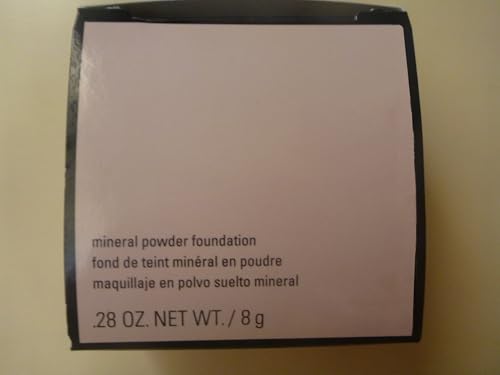 mineral powder foundation
fond de teint minéral en poudre
maquillaje en polvo suelto mineral
.28 OZ. NET WT. / 8 g